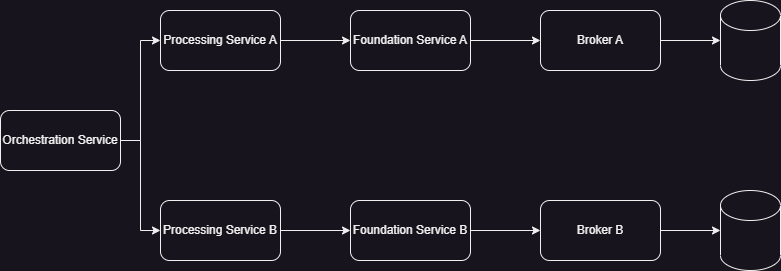 Processing Service A
Foundation Service A
Broker A
Orchestration Service
Processing Service B
Foundation Service B
Broker B